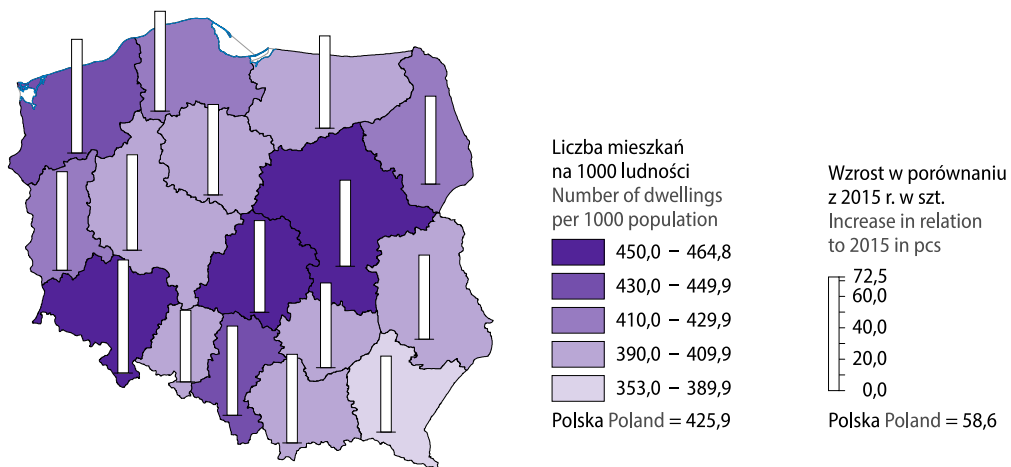 Liczba mieszkań
na 1000 ludności
Number of dwellings
per 1000 population
450,0 – 464,8
430,0 – 449,9
410,0 – 429,9
390,0 – 409,9
353,0 – 389,9
Polska Poland = 425,9
Wzrost w porównaniu
z 2015 r. w szt.
Increase in relation
to 2015 in pcs
72,5
60,0
40,0
20,0
0,0
Polska Poland = 58,6